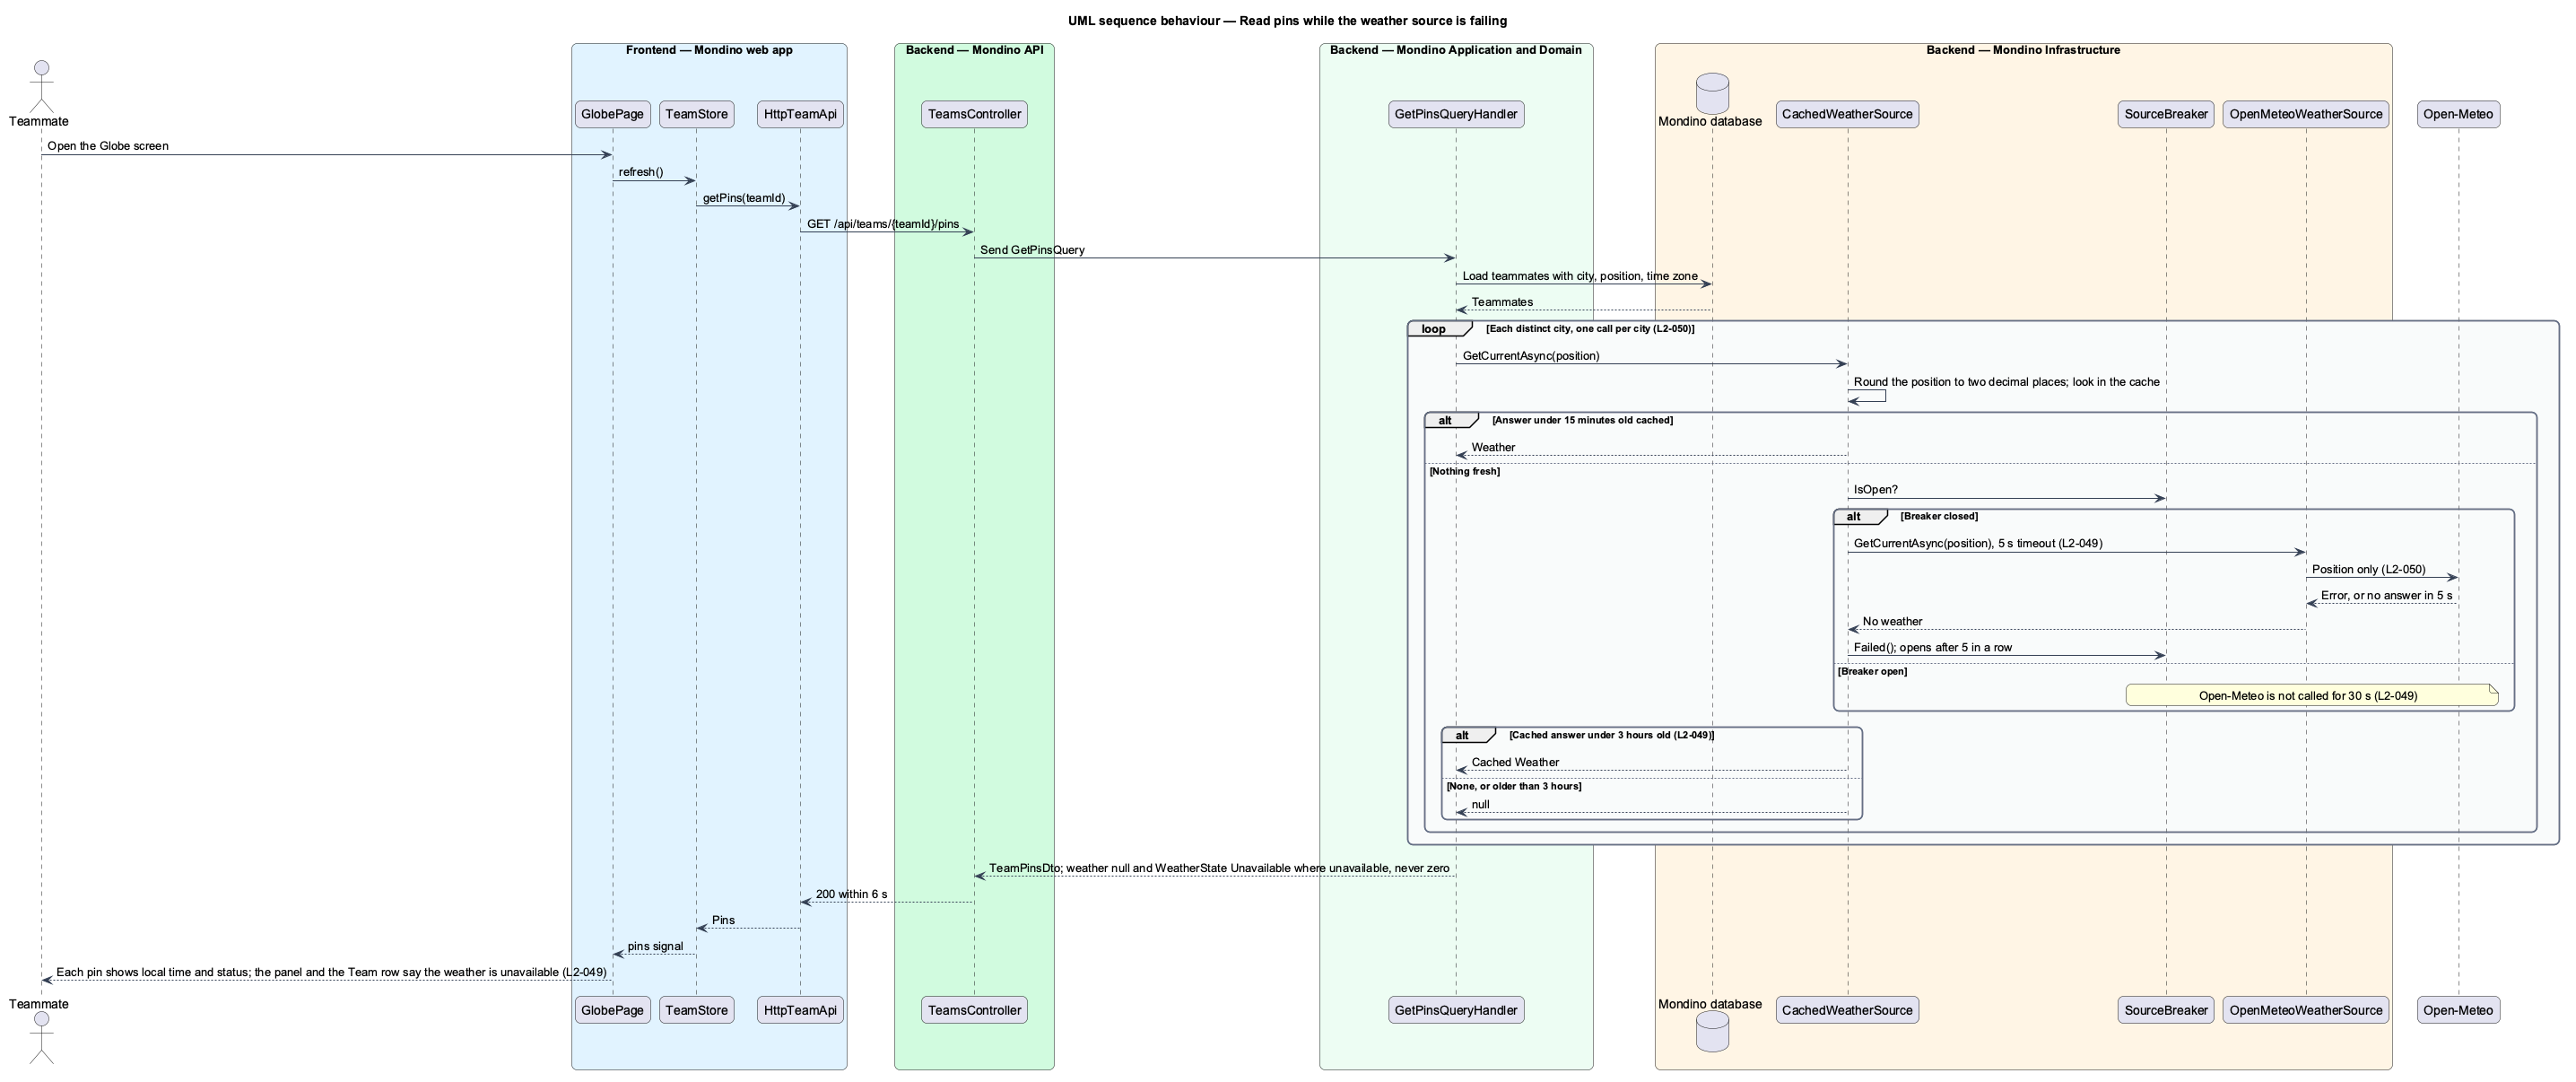 UML sequence behaviour — Read pins while the weather source is failing
Frontend — Mondino web app
Backend — Mondino API
Backend — Mondino Application and Domain
Backend — Mondino Infrastructure
Teammate
GlobePage
TeamStore
HttpTeamApi
TeamsController
GetPinsQueryHandler
Mondino database
CachedWeatherSource
SourceBreaker
OpenMeteoWeatherSource
Open-Meteo
Open the Globe screen
refresh()
getPins(teamId)
GET /api/teams/{teamId}/pins
Send GetPinsQuery
Load teammates with city, position, time zone
Teammates
loop
[Each distinct city, one call per city (L2-050)]
GetCurrentAsync(position)
Round the position to two decimal places; look in the cache
alt
[Answer under 15 minutes old cached]
Weather
[Nothing fresh]
IsOpen?
alt
[Breaker closed]
GetCurrentAsync(position), 5 s timeout (L2-049)
Position only (L2-050)
Error, or no answer in 5 s
No weather
Failed(); opens after 5 in a row
[Breaker open]
Open-Meteo is not called for 30 s (L2-049)
alt
[Cached answer under 3 hours old (L2-049)]
Cached Weather
[None, or older than 3 hours]
null
TeamPinsDto; weather null and WeatherState Unavailable where unavailable, never zero
200 within 6 s
Pins
pins signal
Each pin shows local time and status; the panel and the Team row say the weather is unavailable (L2-049)
Teammate
GlobePage
TeamStore
HttpTeamApi
TeamsController
GetPinsQueryHandler
Mondino database
CachedWeatherSource
SourceBreaker
OpenMeteoWeatherSource
Open-Meteo